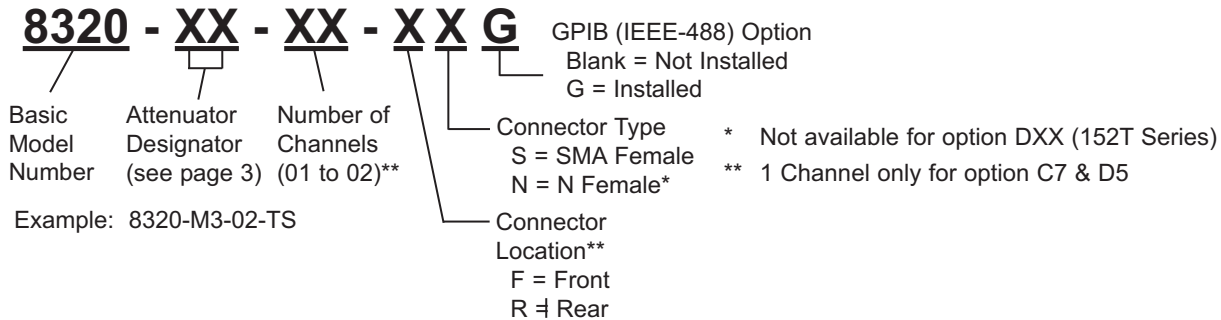 8320 - XX - XX - X X G
GPIB (IEEE-488) Option
Blank = Not Installed
G = Installed
Basic
Model
Number
Attenuator
Designator
(see page 3)
Number of
Channels
(01 to 02)**
Connector Type
S = SMA Female
N = N Female*
* Not available for option DXX (152T Series)
** 1 Channel only for option C7 & D5
Example: 8320-M3-02-TS
Connector
Location**
F = Front
R = Rear